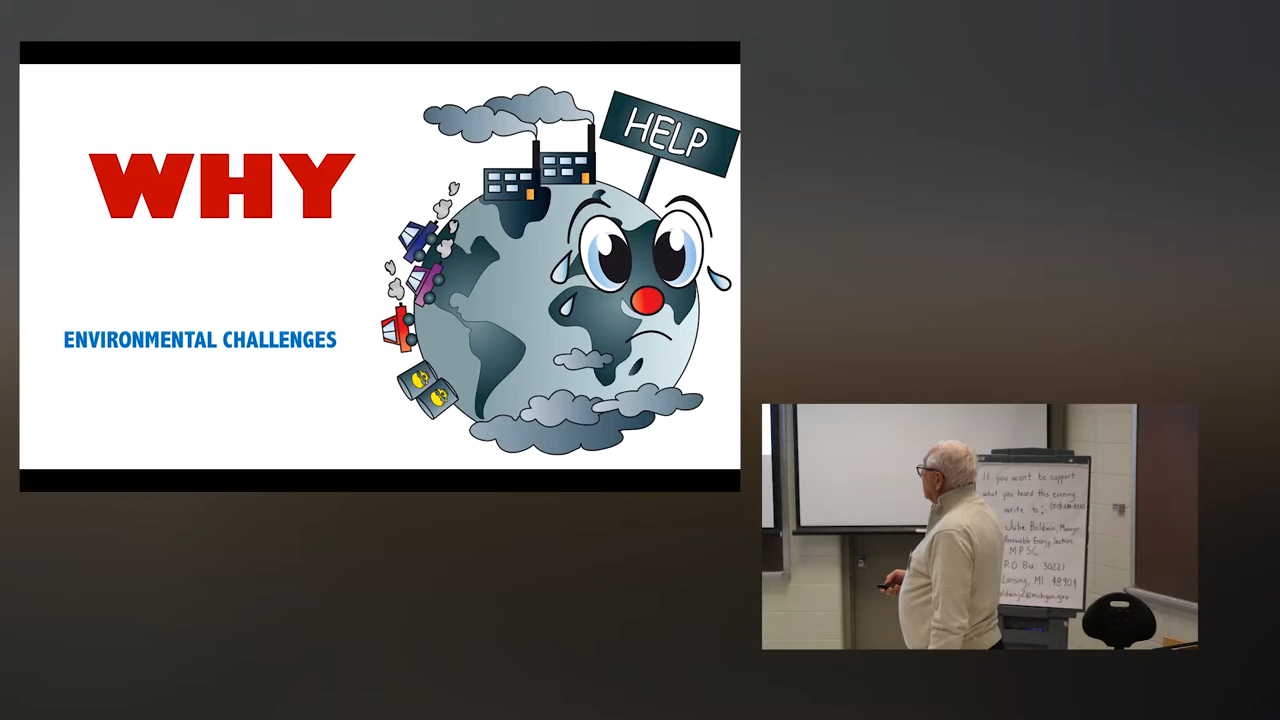 WHY
HELP
ENVIRONMENTAL CHALLENGES
If you want to support
what you heard this evening,
write to:
Julie Baldwin, Manager
Renewable Energy Section
MPSC
P.O Box 30221
Lansing, MI 48909